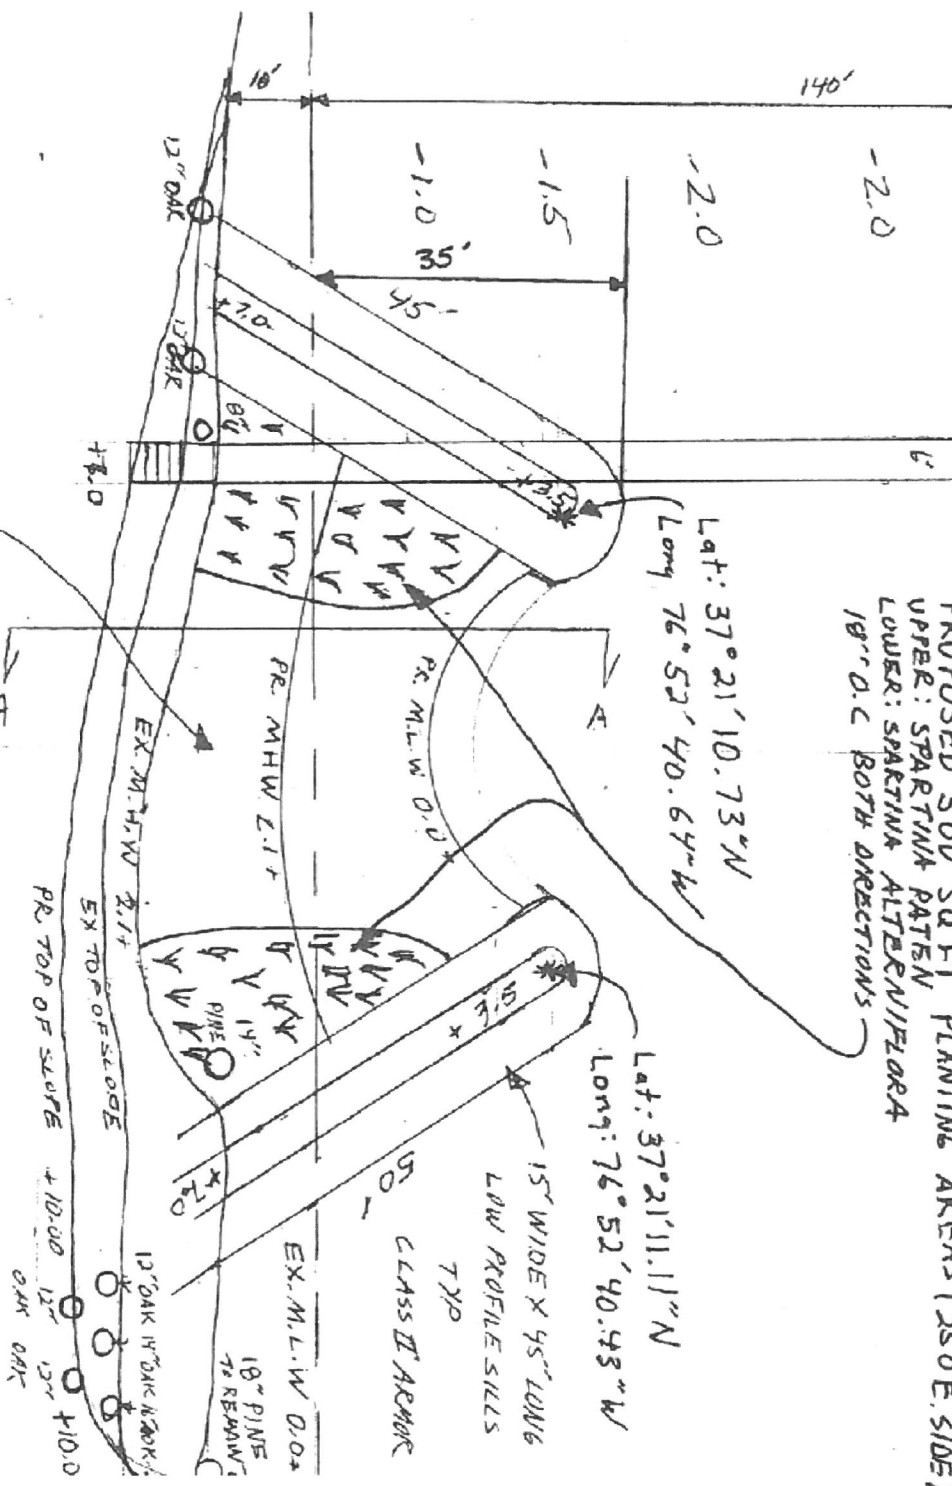 PROPOSED 500 SQ FT PLANTING AREAS (250 E. SIDE,
UPPER: SPARTINA PATEN
LOWER: SPARTINA ALTERNIFLORA
18" O.C BOTH DIRECTIONS
6'
140'
-2.0
-2.0
-1.5
-1.0
18'
35'
45'
Lat: 37° 21' 10.73"N
Long 76° 52' 40.64"W
Lat: 37° 21' 11.11"N
Long: 76° 52' 40.43"W
15' WIDE X 45' LONG
LOW PROFILE SILLS
TYP
CLASS II ARMOR
50'
+3.5
+7.0
12" OAK
12" OAK
8"
A
PR. M.L.W 0.0+
PR. MHW 2.1+
EX. M.L.W 0.0±
EX. M.H.W 2.1+
14"
PINE
18" PINE
TO REMAIN
EX TOP OF SLOPE
PR. TOP OF SLOPE
+10.00
12"
OAK
12"
OAK
+10.0
12" OAK 14" OAK